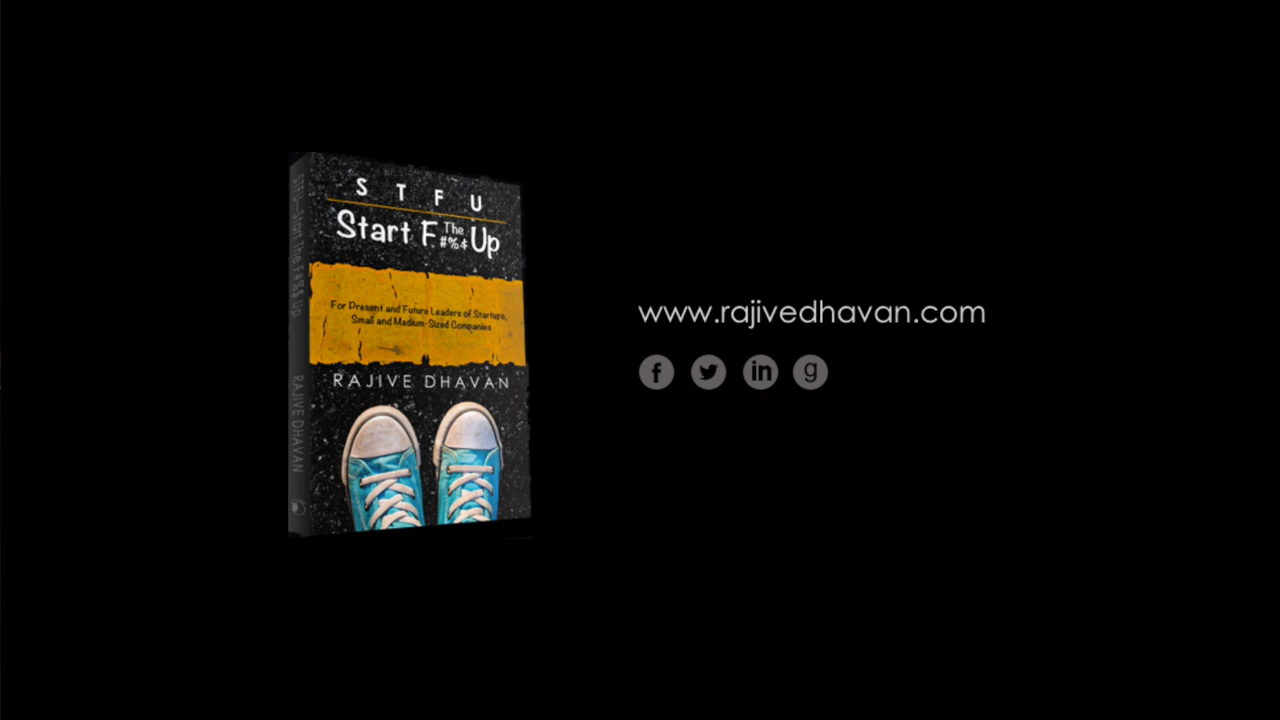 S T F U
Start The F#%¢ Up
For Present and Future Leaders of Startups,
Small and Medium-Sized Companies
RAJIVE DHAVAN
RAJIVE DHAVAN
www.rajivedhavan.com
f in g